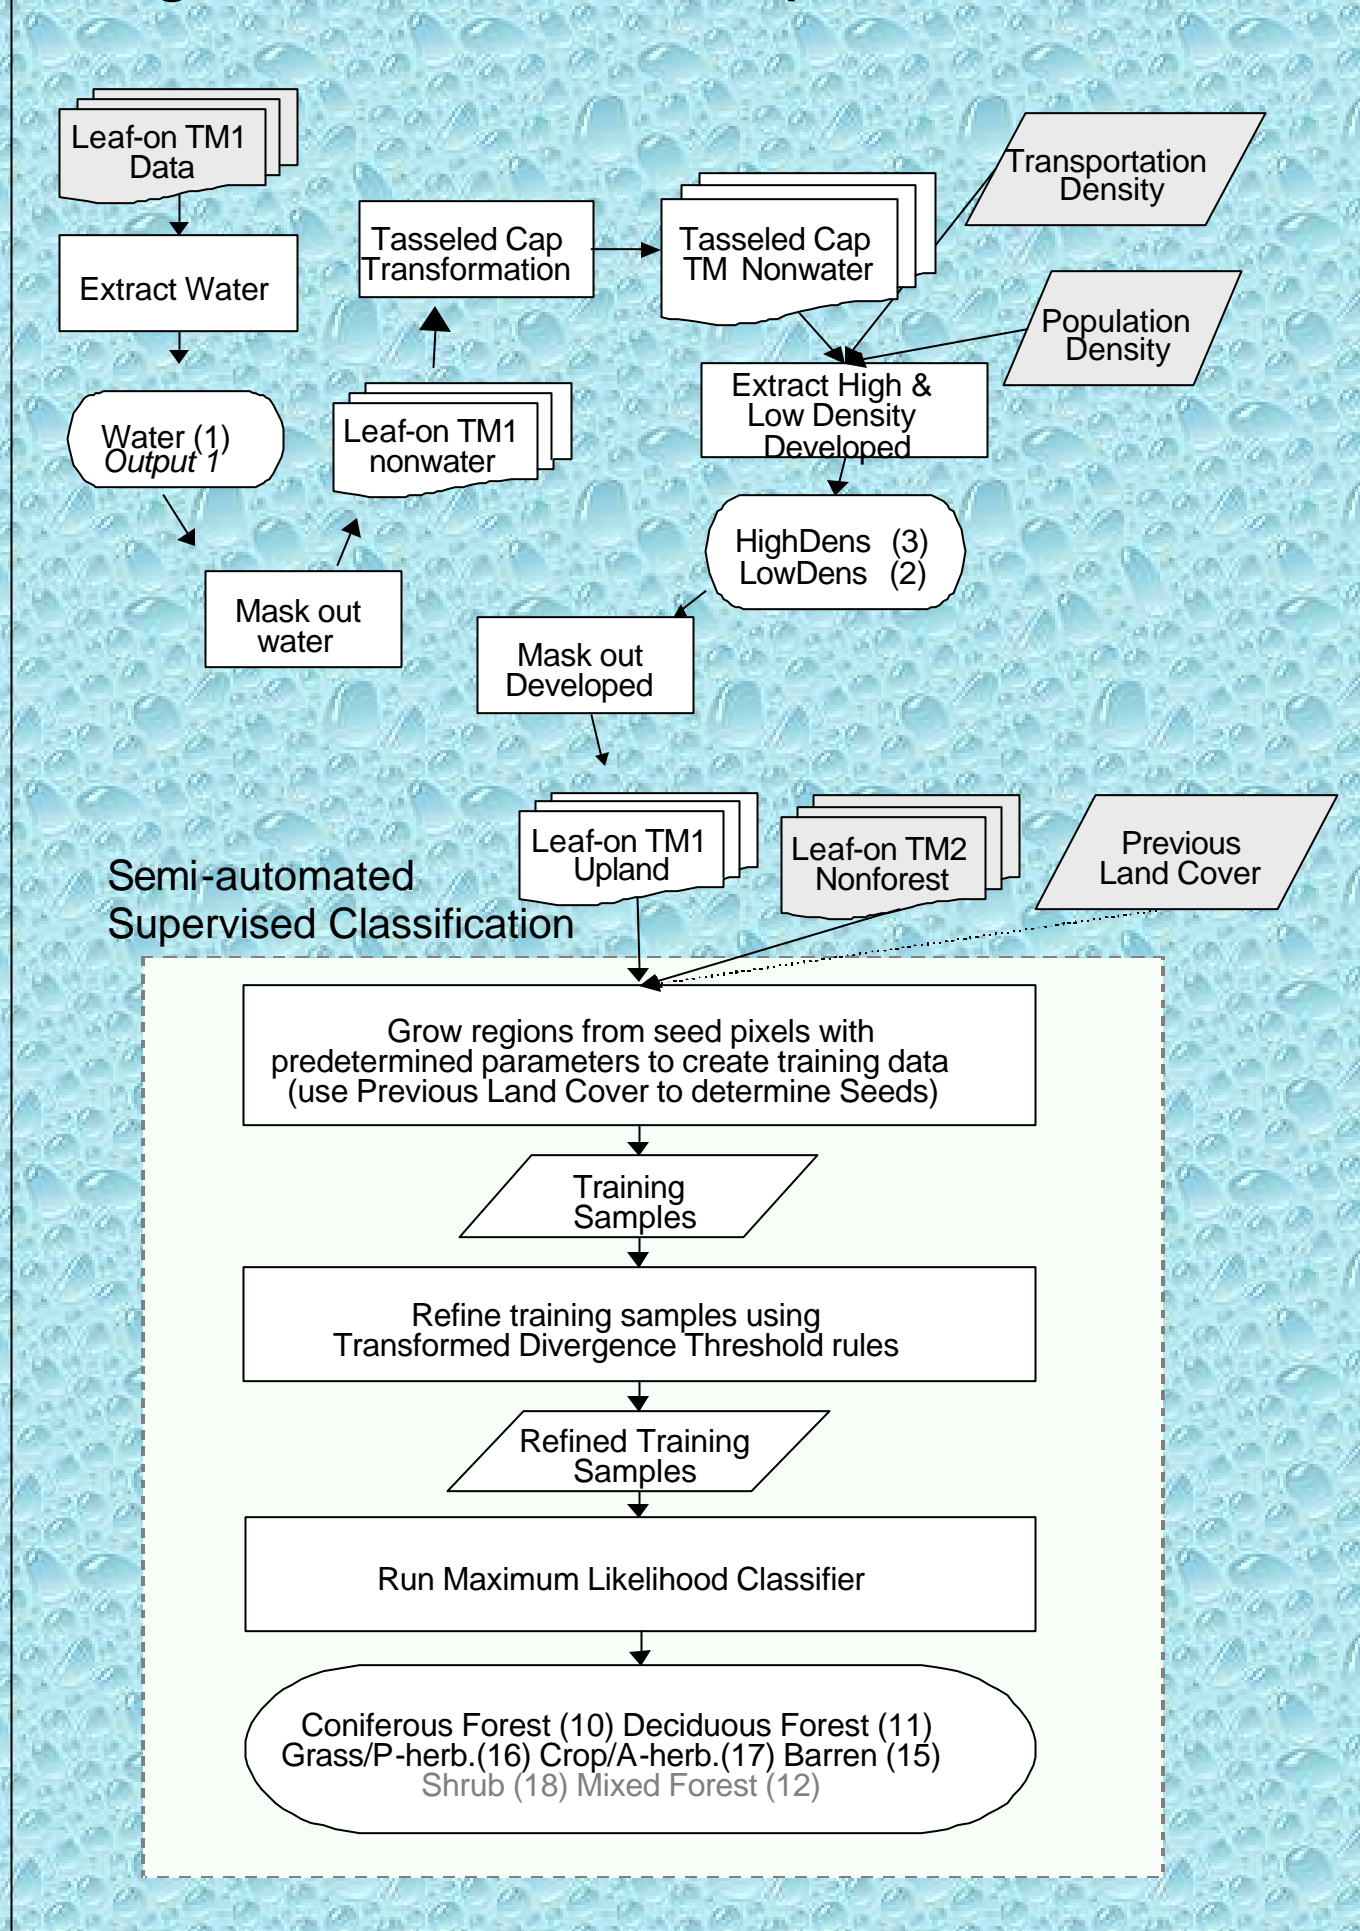 Leaf-on TM1
Data
Extract Water
Water (1)
Output 1
Mask out
water
Leaf-on TM1
nonwater
Tasseled Cap
Transformation
Tasseled Cap
TM Nonwater
Transportation
Density
Population
Density
Extract High &
Low Density
Developed
HighDens (3)
LowDens (2)
Mask out
Developed
Leaf-on TM1
Upland
Leaf-on TM2
Nonforest
Previous
Land Cover
Semi-automated
Supervised Classification
Grow regions from seed pixels with
predetermined parameters to create training data
(use Previous Land Cover to determine Seeds)
Training
Samples
Refine training samples using
Transformed Divergence Threshold rules
Refined Training
Samples
Run Maximum Likelihood Classifier
Coniferous Forest (10) Deciduous Forest (11)
Grass/P-herb.(16) Crop/A-herb.(17) Barren (15)
Shrub (18) Mixed Forest (12)